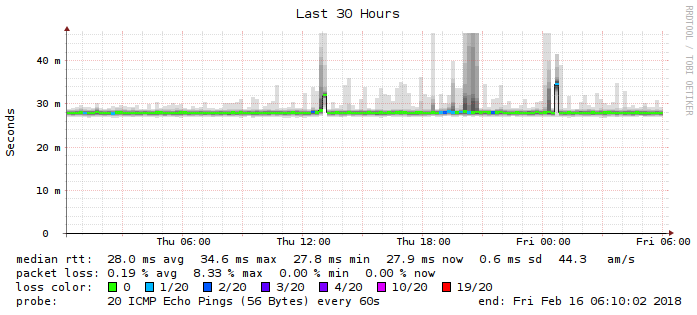 Last 30 Hours
RRDTOOL / TOBI OETIKER
Seconds
40 m
30 m
20 m
10 m
0
Thu 06:00 Thu 12:00 Thu 18:00 Fri 00:00 Fri 06:00
median rtt: 28.0 ms avg 34.6 ms max 27.8 ms min 27.9 ms now 0.6 ms sd 44.3 am/s
packet loss: 0.19 % avg 8.33 % max 0.00 % min 0.00 % now
loss color: 0 1/20 2/20 3/20 4/20 10/20 19/20
probe: 20 ICMP Echo Pings (56 Bytes) every 60s end: Fri Feb 16 06:10:02 2018